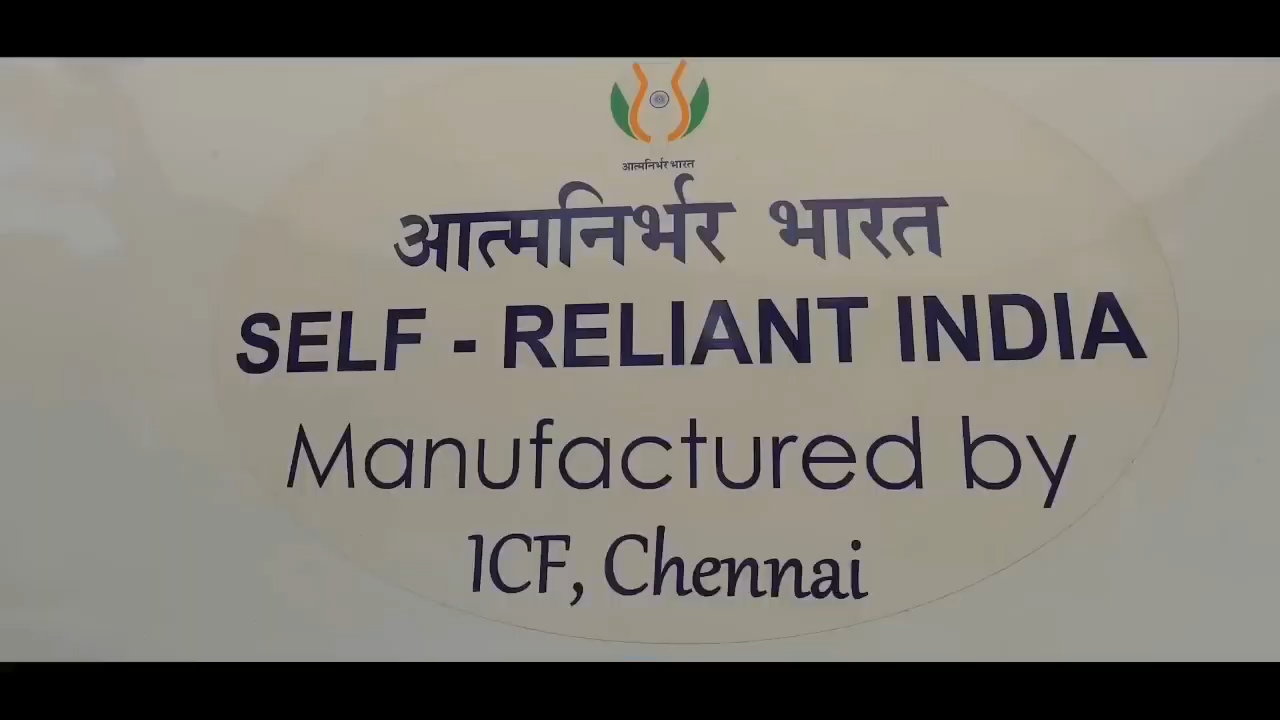 आत्मनिर्भर भारत
आत्मनिर्भर भारत
SELF - RELIANT INDIA
Manufactured by
ICF, Chennai